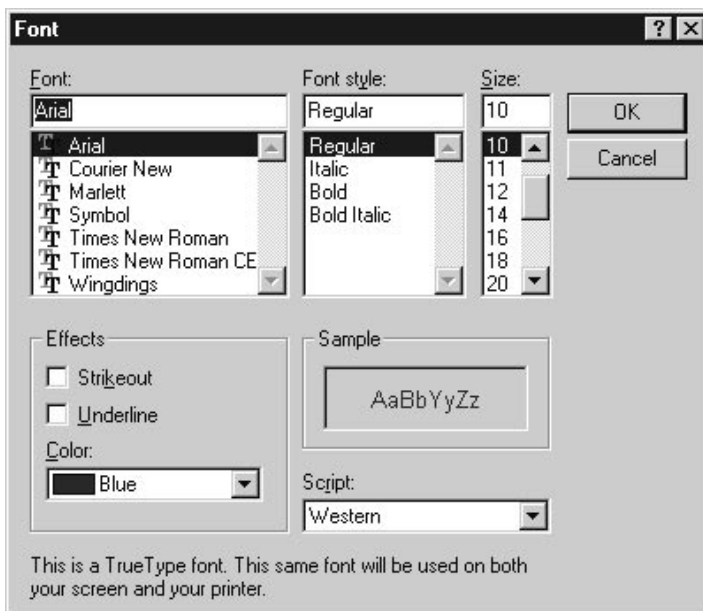 Font
Font:
Arial
Arial
Courier New
Marlett
Symbol
Times New Roman
Times New Roman CE
Wingdings
Font style:
Regular
Regular
Italic
Bold
Bold Italic
Size:
10
10
11
12
14
16
18
20
OK
Cancel
Effects
Strikeout
Underline
Color:
Blue
Sample
AaBbYyZz
Script:
Western
This is a TrueType font. This same font will be used on both
your screen and your printer.